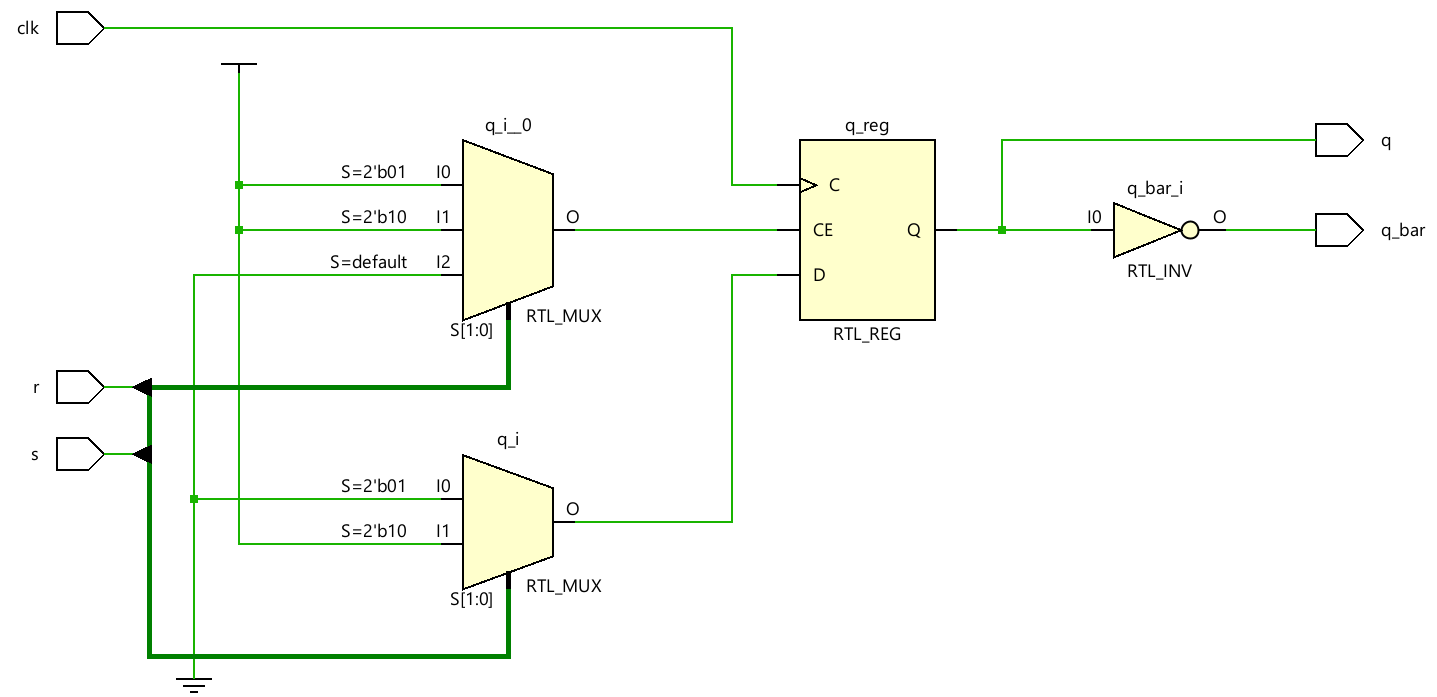 clk
q_i__0
S=2'b01 I0
S=2'b10 I1
S=default I2
O
S[1:0]
RTL_MUX
r
s
q_i
S=2'b01 I0
S=2'b10 I1
O
S[1:0]
RTL_MUX
q_reg
C
CE
D
Q
RTL_REG
q_bar_i
I0
O
RTL_INV
q
q_bar